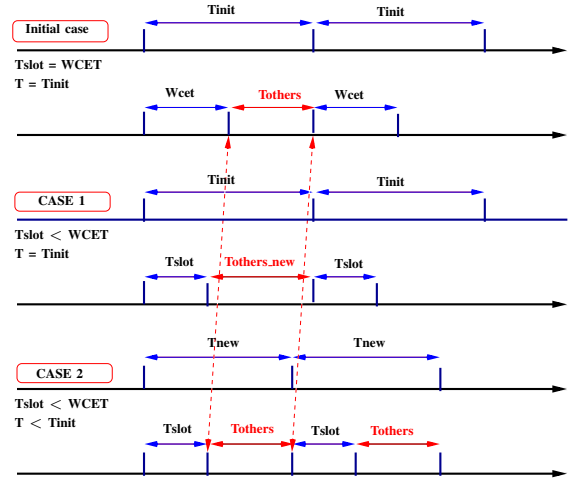 Tinit Tinit
Initial case
Tslot = WCET
T = Tinit
Wcet Tothers Wcet
Tinit Tinit
CASE 1
Tslot < WCET
T = Tinit
Tslot Tothers_new Tslot
Tnew Tnew
CASE 2
Tslot < WCET
T < Tinit
Tslot Tothers Tslot Tothers